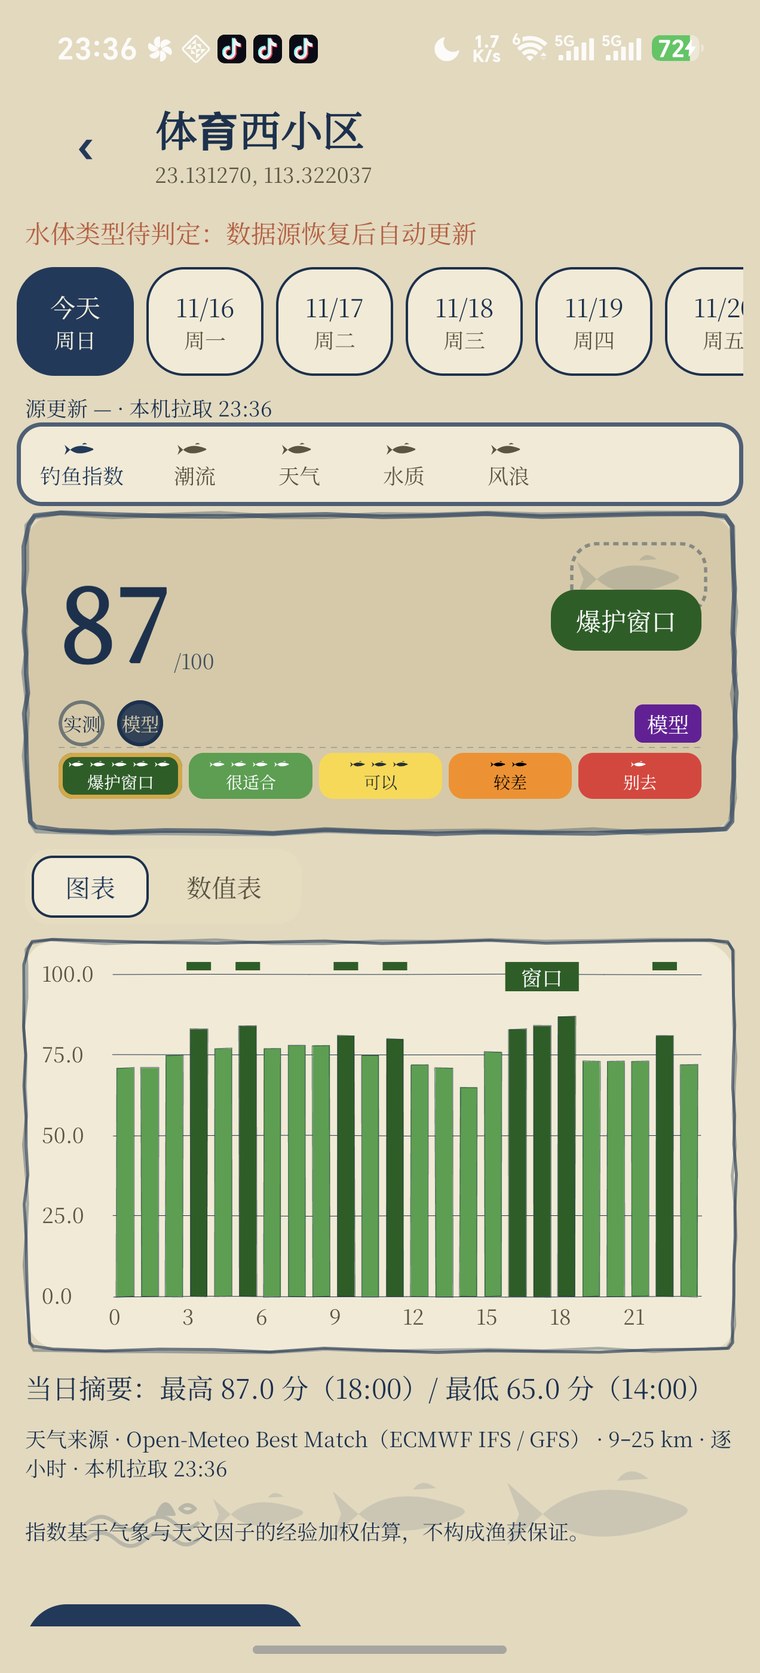 23:36
1.7 K/s
6
5G
5G
72
体育西小区
23.131270, 113.322037
水体类型待判定：数据源恢复后自动更新
今天 11/16 11/17 11/18 11/19 11/20
周日 周一 周二 周三 周四 周五
源更新 — · 本机拉取 23:36
钓鱼指数 潮流 天气 水质 风浪
87 /100
爆护窗口
实测 模型 模型
爆护窗口 很适合 可以 较差 别去
图表 数值表
100.0
窗口
75.0
50.0
25.0
0.0
0 3 6 9 12 15 18 21
当日摘要：最高 87.0 分（18:00）/ 最低 65.0 分（14:00）
天气来源 · Open-Meteo Best Match（ECMWF IFS / GFS） · 9–25 km · 逐
小时 · 本机拉取 23:36
指数基于气象与天文因子的经验加权估算，不构成渔获保证。